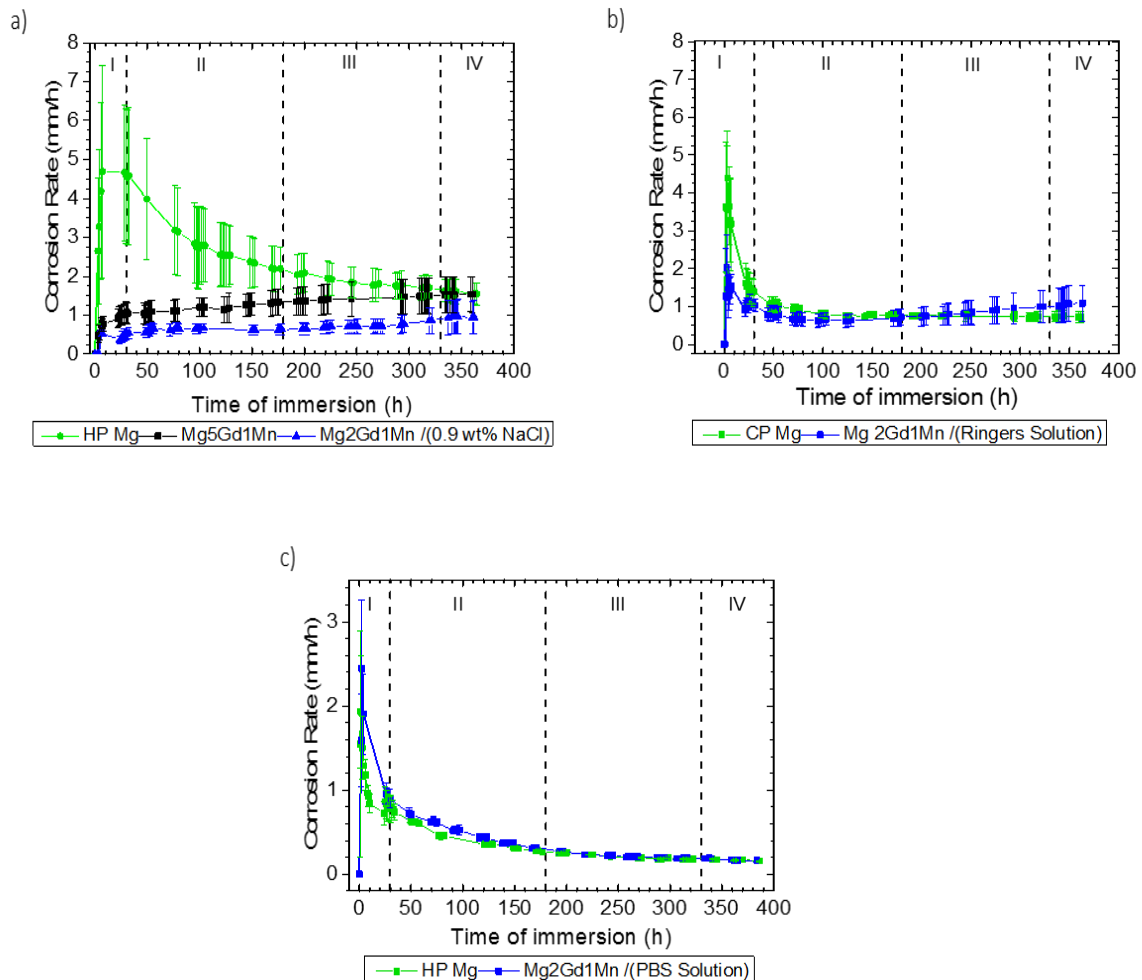 a)
8
7
6
5
4
3
2
1
0
Corrosion Rate (mm/h)
I
II
III
IV
0 50 100 150 200 250 300 350 400
Time of immersion (h)
HP Mg Mg5Gd1Mn Mg2Gd1Mn /(0.9 wt% NaCl)
b)
8
7
6
5
4
3
2
1
0
Corrosion Rate (mm/h)
I
II
III
IV
0 50 100 150 200 250 300 350 400
Time of immersion (h)
CP Mg Mg 2Gd1Mn /(Ringers Solution)
c)
3
2
1
0
Corrosion Rate (mm/h)
I
II
III
IV
0 50 100 150 200 250 300 350 400
Time of immersion (h)
HP Mg Mg2Gd1Mn /(PBS Solution)